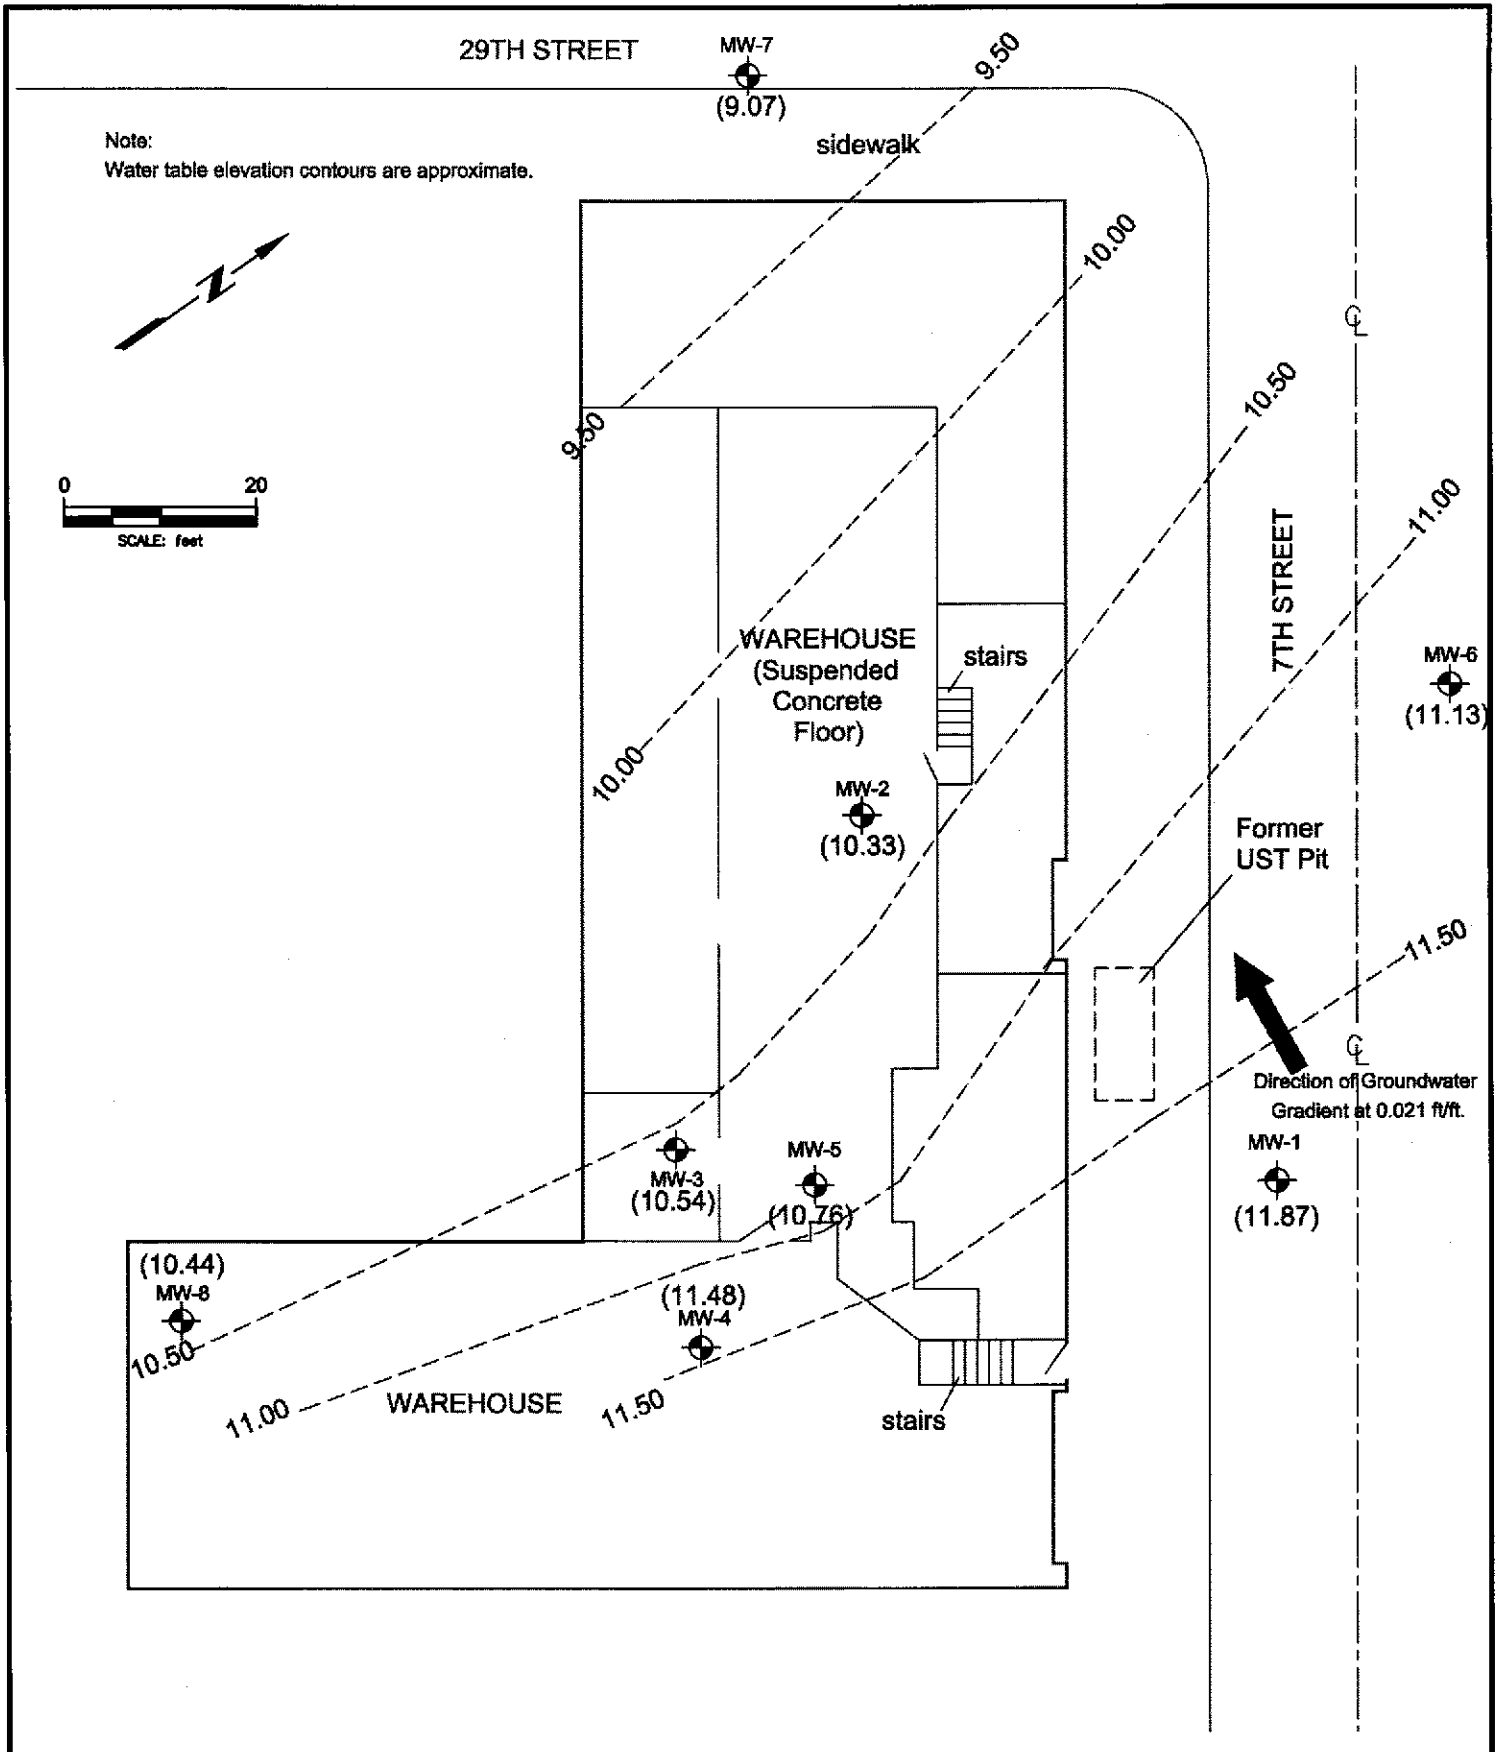 29TH STREET
MW-7
(9.07)
9.50
sidewalk
Note:
Water table elevation contours are approximate.
N
10.00
9.50
0 20
SCALE: feet
CL
10.50
11.00
7TH STREET
WAREHOUSE
(Suspended
Concrete
Floor)
stairs
MW-6
(11.13)
10.00
MW-2
(10.33)
Former
UST Pit
11.50
CL
Direction of Groundwater
Gradient at 0.021 ft/ft.
MW-1
(11.87)
MW-5
(10.76)
MW-3
(10.54)
(10.44)
MW-8
10.50
(11.48)
MW-4
11.00
WAREHOUSE
11.50
stairs